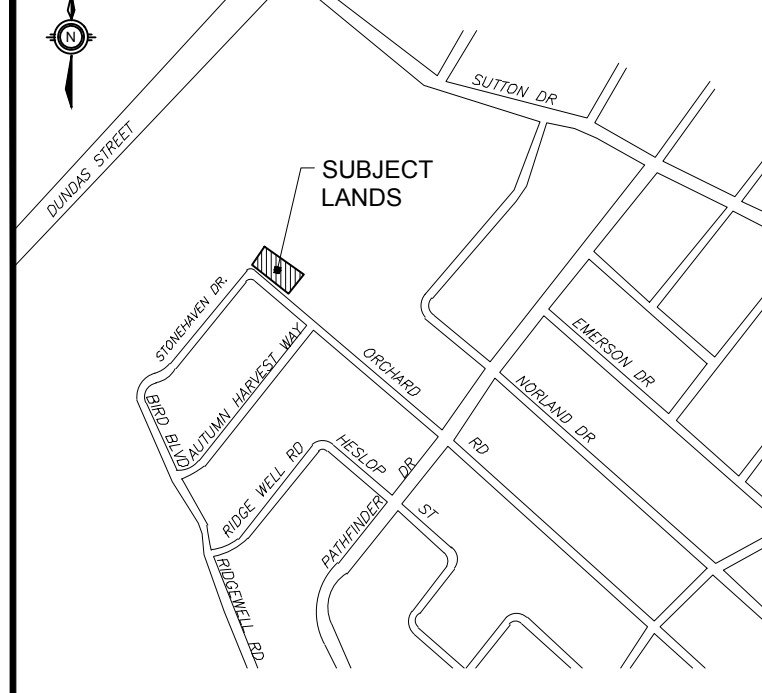 N
SUTTON DR
DUNDAS STREET
SUBJECT
LANDS
STONEHAVEN DR.
AUTUMN HARVEST WAY
ORCHARD
RD
EMERSON DR
NORLAND DR
BIRD BLVD
RIDGE WELL RD
HESLOP
ST
PATHFINDER DR
RIDGEWELL RD